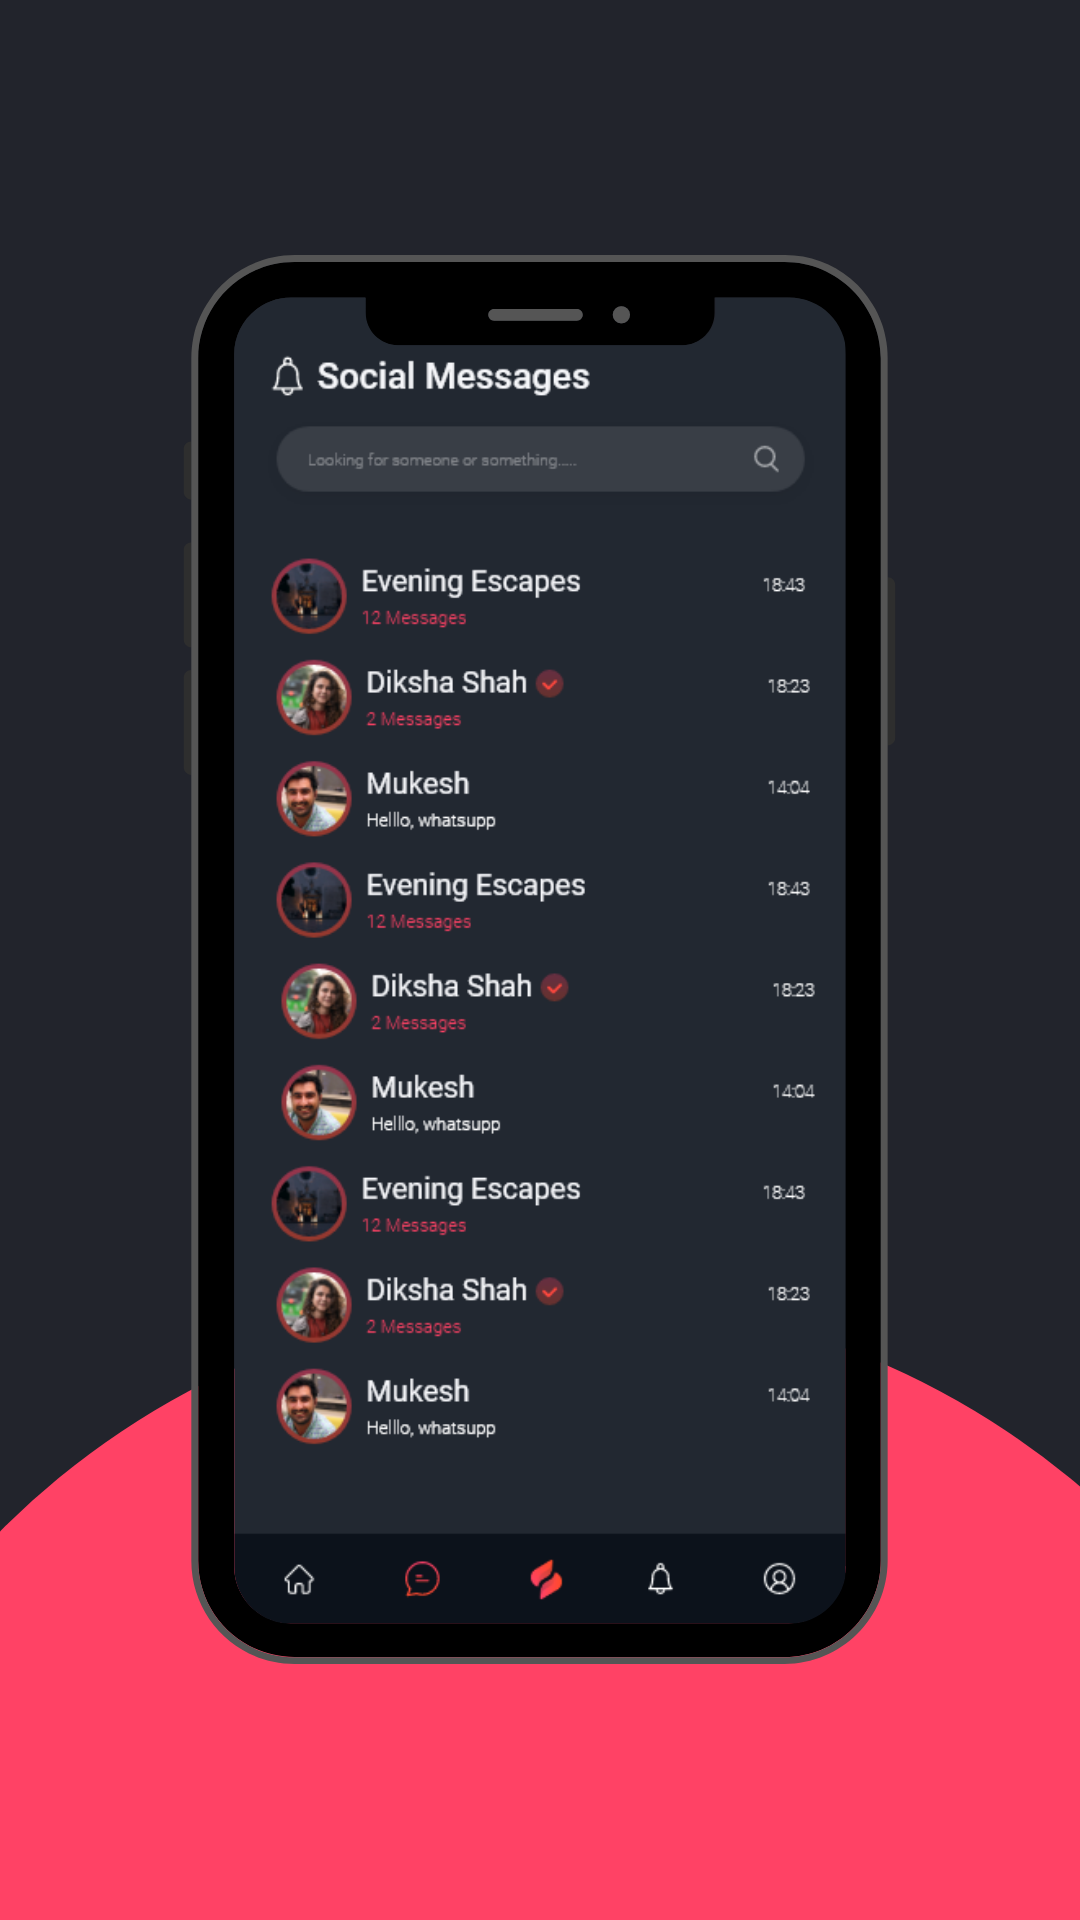 Social Messages
Looking for someone or something.....
Evening Escapes 18:43
12 Messages
Diksha Shah 18:23
2 Messages
Mukesh 14:04
Helllo, whatsupp
Evening Escapes 18:43
12 Messages
Diksha Shah 18:23
2 Messages
Mukesh 14:04
Helllo, whatsupp
Evening Escapes 18:43
12 Messages
Diksha Shah 18:23
2 Messages
Mukesh 14:04
Helllo, whatsupp